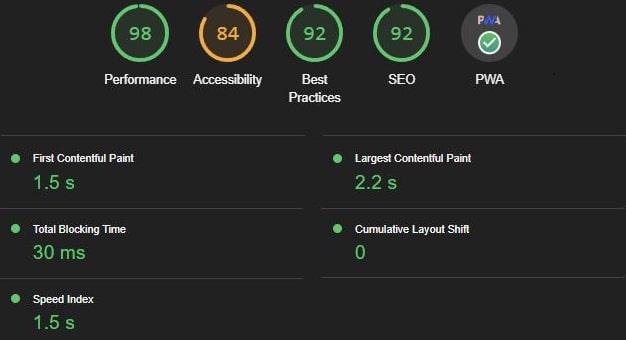 98 84 92 92 PWA
Performance Accessibility Best Practices SEO PWA
First Contentful Paint
1.5 s
Largest Contentful Paint
2.2 s
Total Blocking Time
30 ms
Cumulative Layout Shift
0
Speed Index
1.5 s